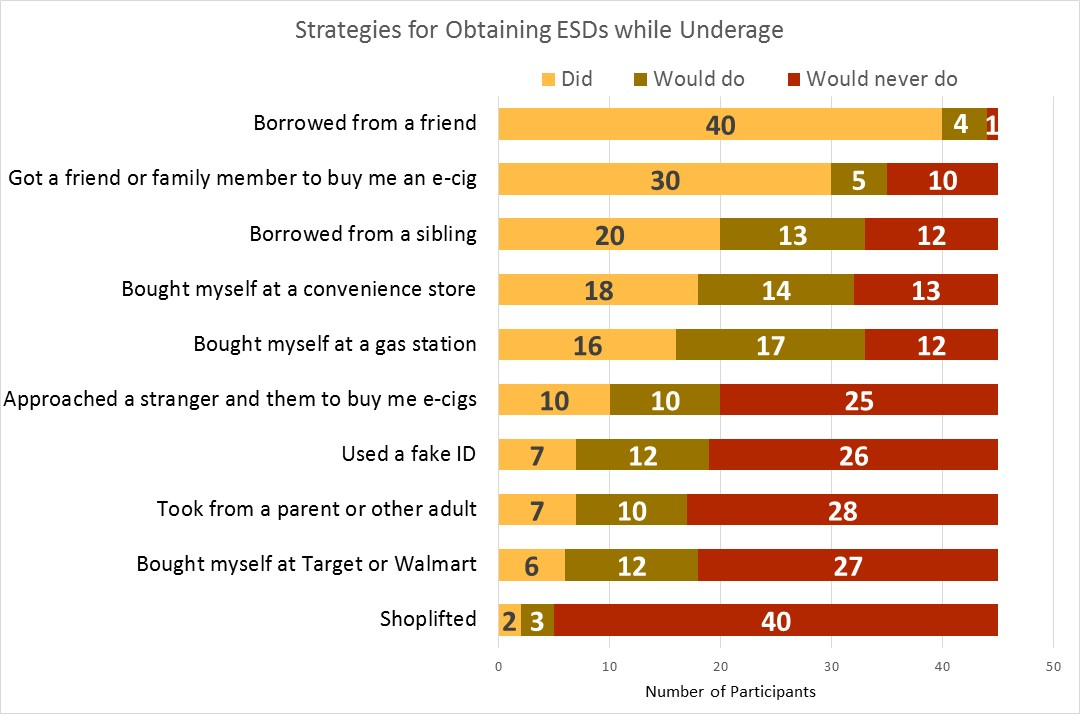 Strategies for Obtaining ESDs while Underage
Did Would do Would never do
Borrowed from a friend 40 4 1
Got a friend or family member to buy me an e-cig 30 5 10
Borrowed from a sibling 20 13 12
Bought myself at a convenience store 18 14 13
Bought myself at a gas station 16 17 12
Approached a stranger and them to buy me e-cigs 10 10 25
Used a fake ID 7 12 26
Took from a parent or other adult 7 10 28
Bought myself at Target or Walmart 6 12 27
Shoplifted 2 3 40
0 10 20 30 40 50
Number of Participants